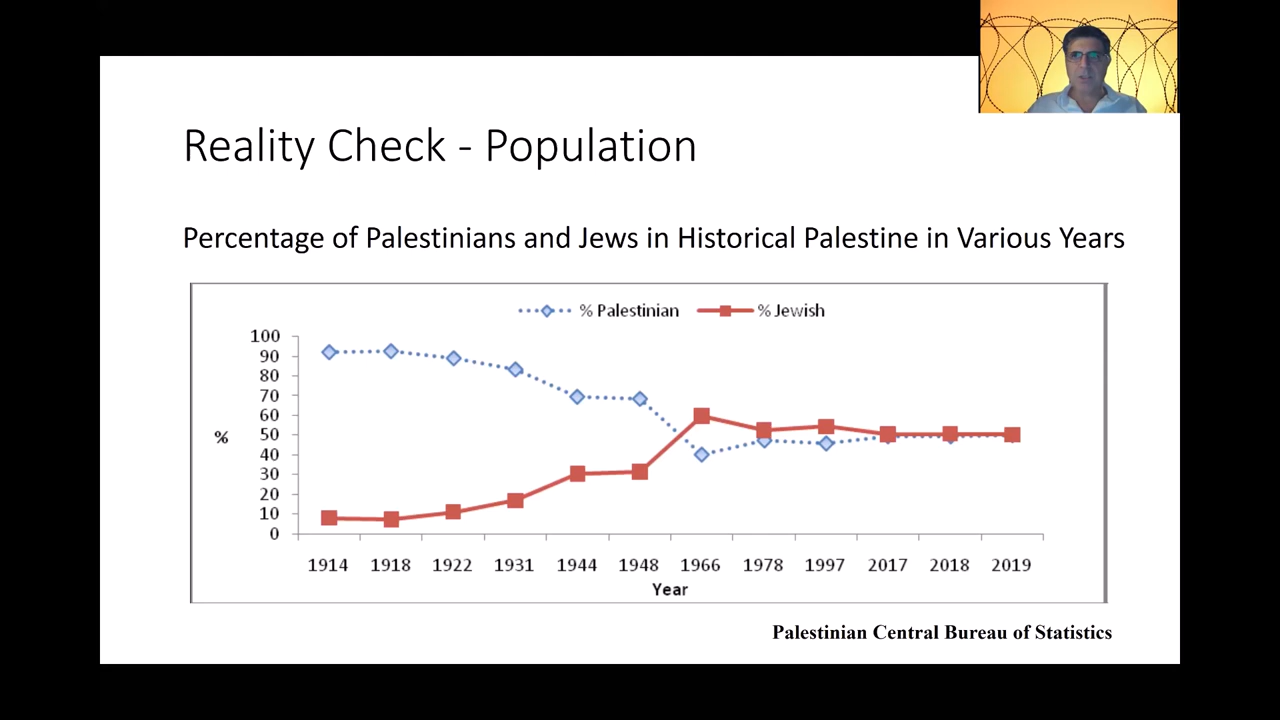 Reality Check - Population
Percentage of Palestinians and Jews in Historical Palestine in Various Years
% Palestinian % Jewish
100
90
80
70
60
50
40
30
20
10
0
%
1914 1918 1922 1931 1944 1948 1966 1978 1997 2017 2018 2019
Year
Palestinian Central Bureau of Statistics